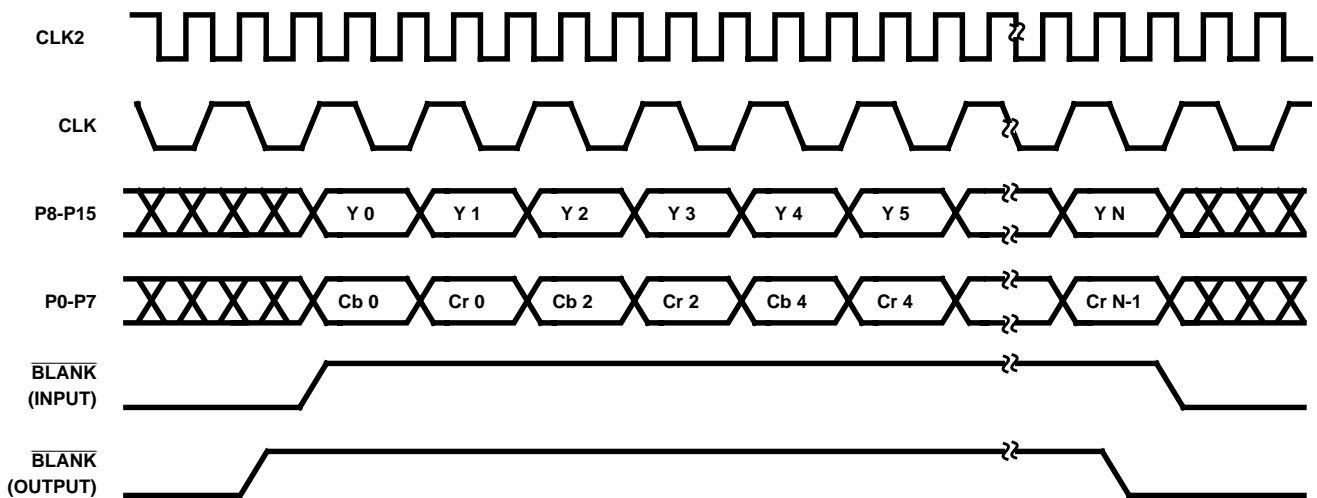 CLK2
CLK
P8-P15
Y 0 Y 1 Y 2 Y 3 Y 4 Y 5 Y N
P0-P7
Cb 0 Cr 0 Cb 2 Cr 2 Cb 4 Cr 4 Cr N-1
BLANK
(INPUT)
BLANK
(OUTPUT)